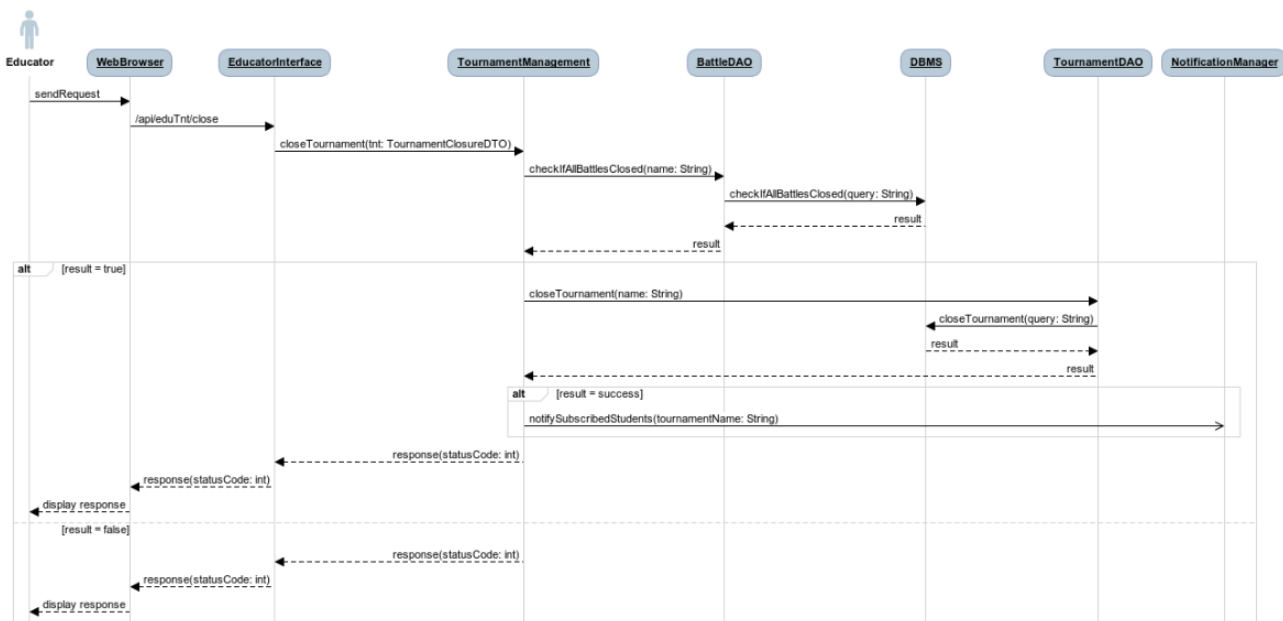 Educator
WebBrowser
EducatorInterface
TournamentManagement
BattleDAO
DBMS
TournamentDAO
NotificationManager
sendRequest
/api/eduTnt/close
closeTournament(tnt: TournamentClosureDTO)
checkIfAllBattlesClosed(name: String)
checkIfAllBattlesClosed(query: String)
result
result
alt [result = true]
closeTournament(name: String)
closeTournament(query: String)
result
result
alt [result = success]
notifySubscribedStudents(tournamentName: String)
response(statusCode: int)
response(statusCode: int)
display response
[result = false]
response(statusCode: int)
response(statusCode: int)
display response